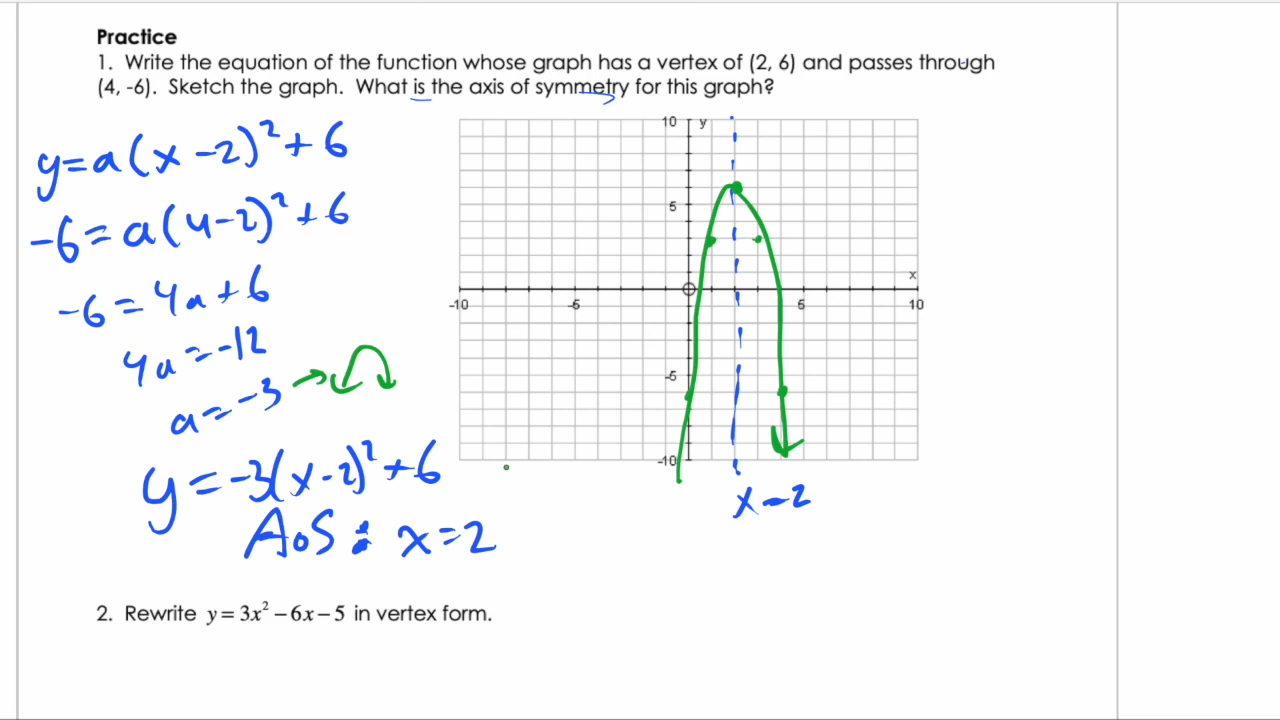 Practice
1. Write the equation of the function whose graph has a vertex of (2, 6) and passes through
(4, -6). Sketch the graph. What is the axis of symmetry for this graph?
y=a(x-2)²+6
-6=a(4-2)²+6
-6=4a+6
4a=-12
a=-3
y=-3(x-2)²+6
AoS: x=2
10 y
5
x
-10 -5 0 5 10
-5
-10
x=2
2. Rewrite y = 3x² – 6x – 5 in vertex form.